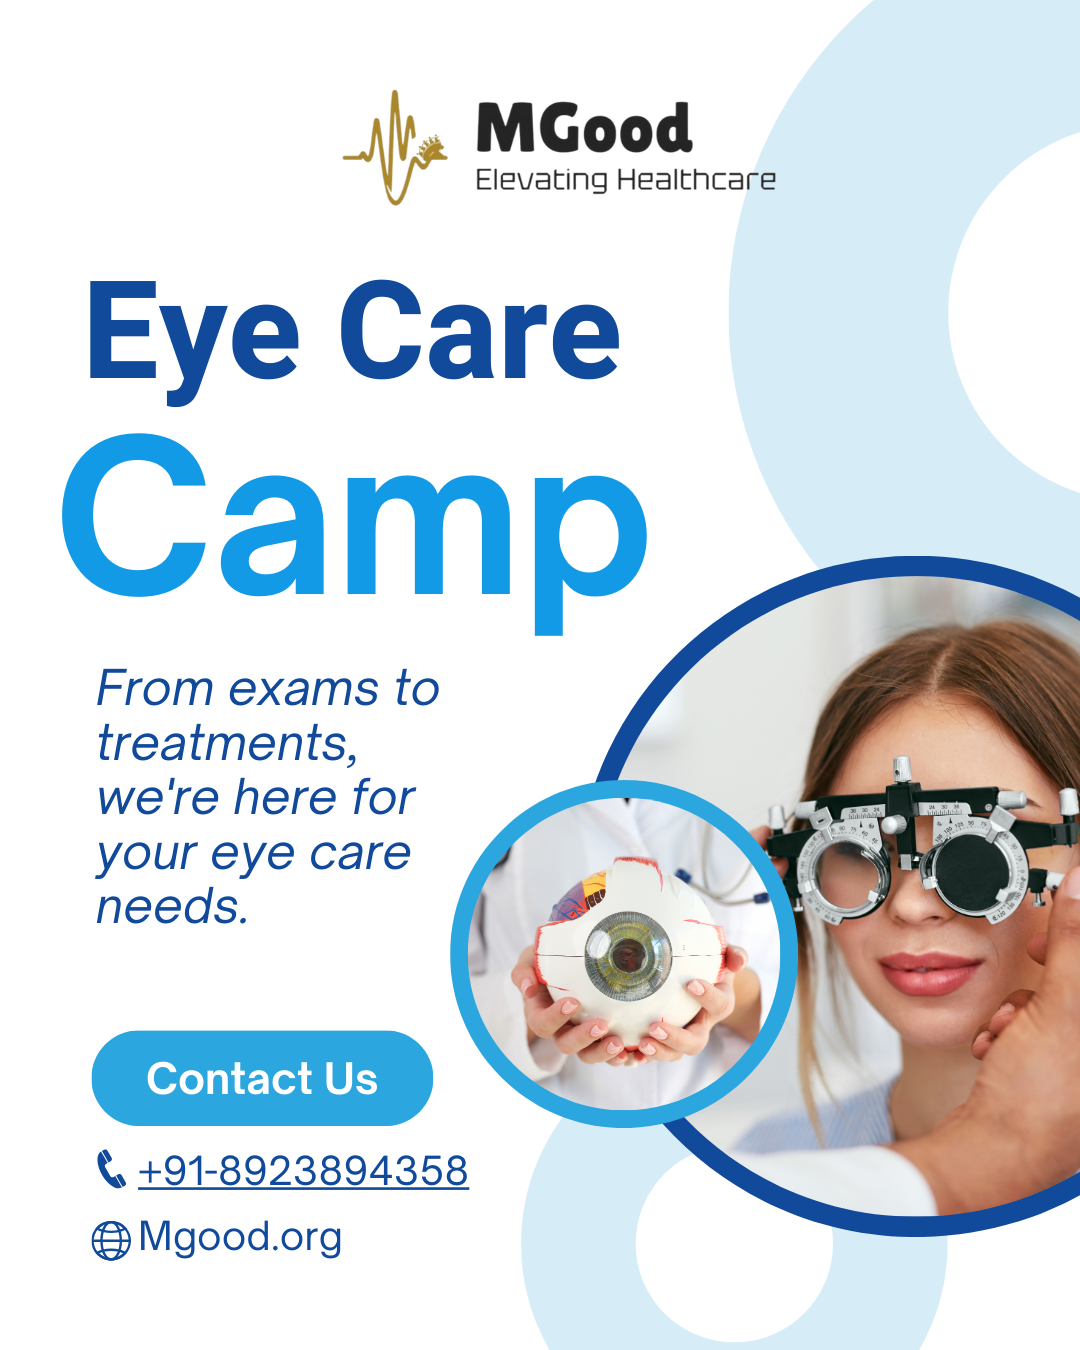 MGood
Elevating Healthcare
Eye Care
Camp
From exams to
treatments,
we're here for
your eye care
needs.
Contact Us
+91-8923894358
Mgood.org